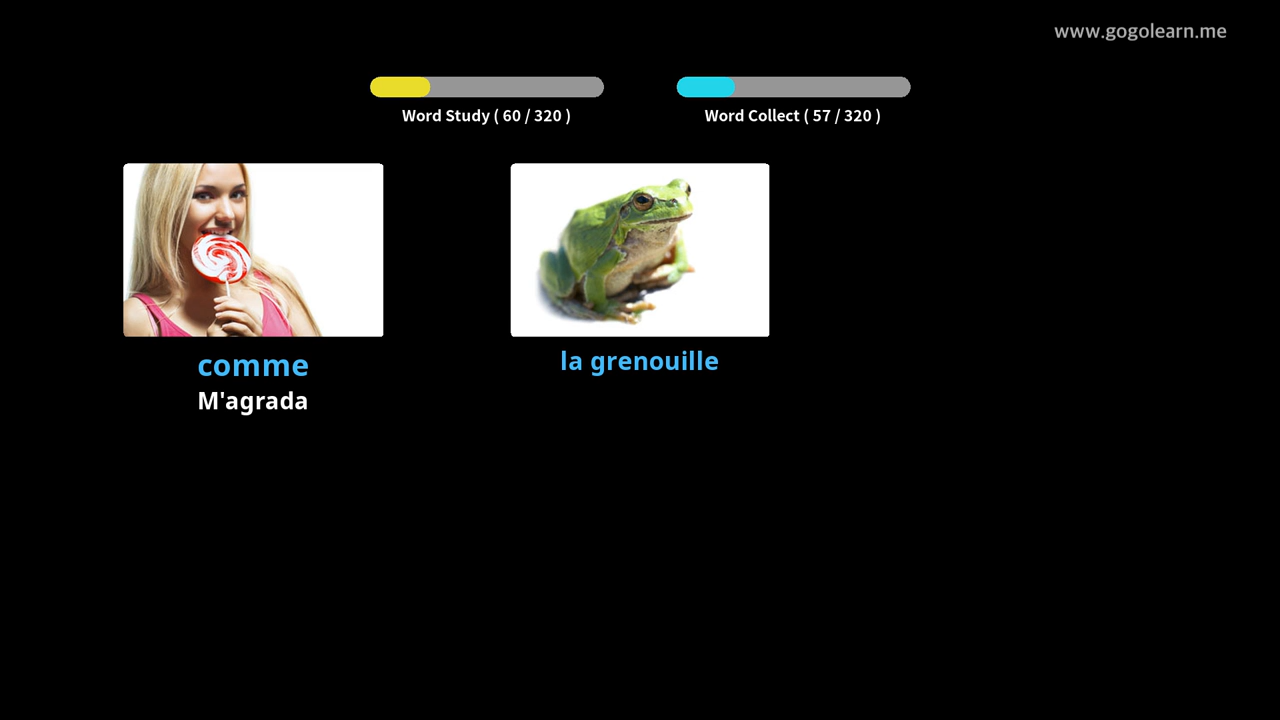 www.gogolearn.me
Word Study ( 60 / 320 )
Word Collect ( 57 / 320 )
comme
M'agrada
la grenouille